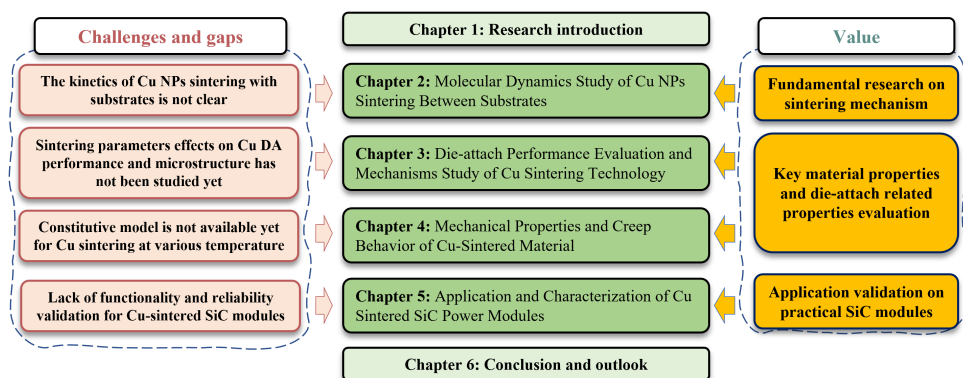 Challenges and gaps
The kinetics of Cu NPs sintering with
substrates is not clear
Sintering parameters effects on Cu DA
performance and microstructure has
not been studied yet
Constitutive model is not available yet
for Cu sintering at various temperature
Lack of functionality and reliability
validation for Cu-sintered SiC modules
Chapter 1: Research introduction
Chapter 2: Molecular Dynamics Study of Cu NPs
Sintering Between Substrates
Chapter 3: Die-attach Performance Evaluation and
Mechanisms Study of Cu Sintering Technology
Chapter 4: Mechanical Properties and Creep
Behavior of Cu-Sintered Material
Chapter 5: Application and Characterization of Cu
Sintered SiC Power Modules
Chapter 6: Conclusion and outlook
Value
Fundamental research on
sintering mechanism
Key material properties
and die-attach related
properties evaluation
Application validation on
practical SiC modules